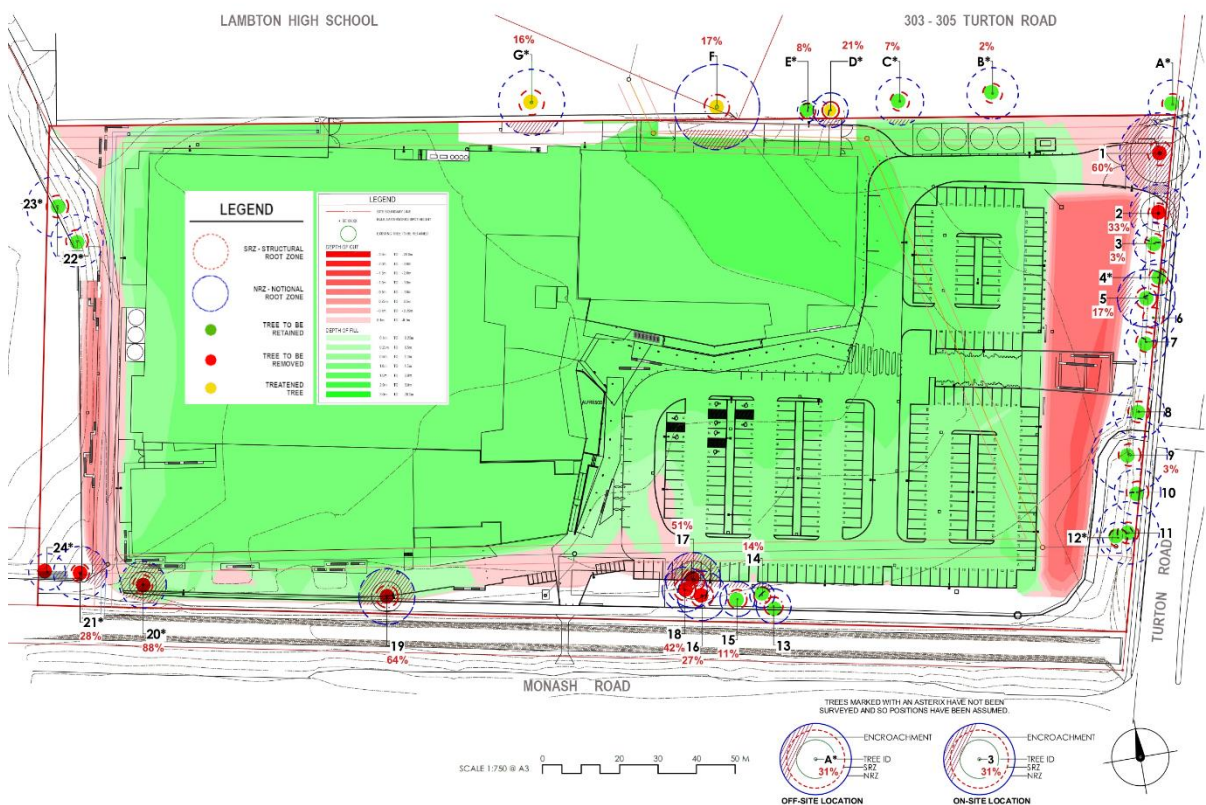 LAMBTON HIGH SCHOOL
303 - 305 TURTON ROAD
16%
G*
17%
F
8%
E*
21%
D*
7%
C*
2%
B*
A*
1
60%
2
33%
3
3%
4*
5
17%
6
7
8
9
3%
10
11
12*
23*
22*
LEGEND
SRZ - STRUCTURAL
ROOT ZONE
NRZ - NOTIONAL
ROOT ZONE
TREE TO BE
RETAINED
TREE TO BE
REMOVED
TREATENED
TREE
LEGEND
DEPTH OF CUT
DEPTH OF FILL
24*
21*
28%
20*
88%
19
64%
51%
17
18
42%
16
27%
14%
14
15
11%
13
MONASH ROAD
TURTON ROAD
TREES MARKED WITH AN ASTERIX HAVE NOT BEEN
SURVEYED AND SO POSITIONS HAVE BEEN ASSUMED.
SCALE 1:750 @ A3
0 10 20 30 40 50 M
ENCROACHMENT
A*
TREE ID
31%
SRZ
NRZ
OFF-SITE LOCATION
ENCROACHMENT
3
TREE ID
31%
SRZ
NRZ
ON-SITE LOCATION